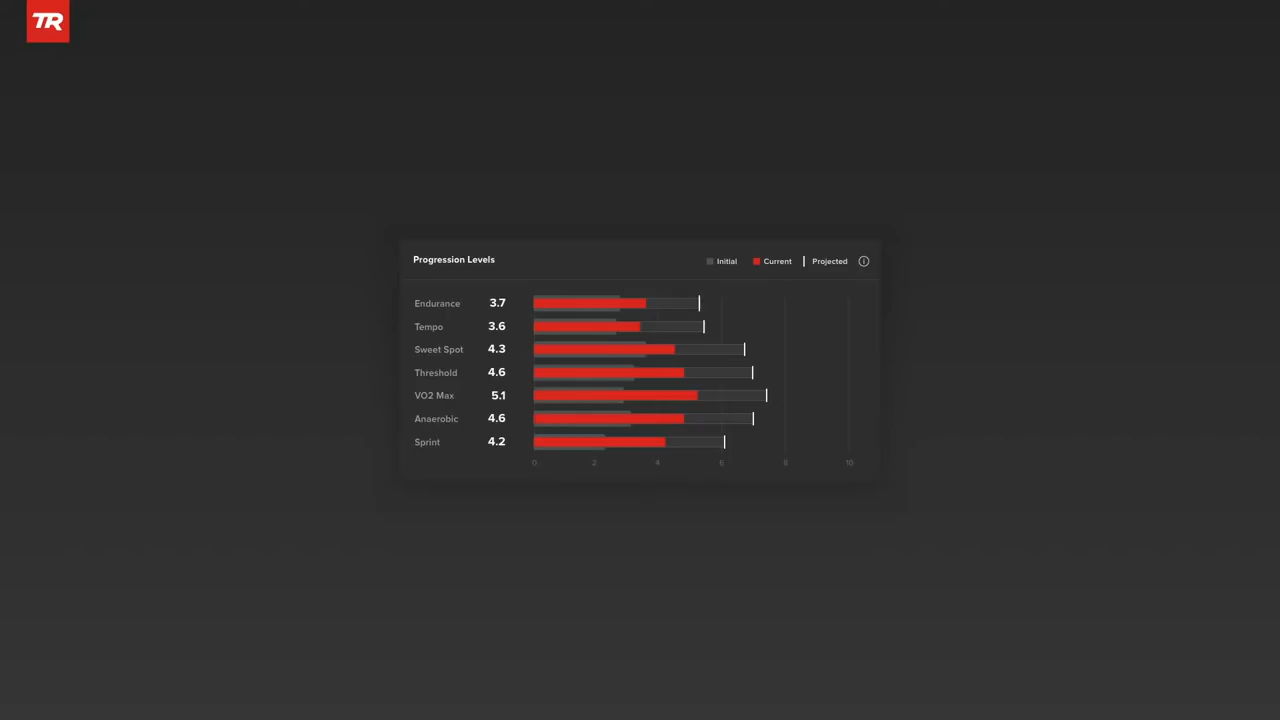 TR
Progression Levels
Initial Current Projected
Endurance 3.7
Tempo 3.6
Sweet Spot 4.3
Threshold 4.6
VO2 Max 5.1
Anaerobic 4.6
Sprint 4.2
0 2 4 6 8 10